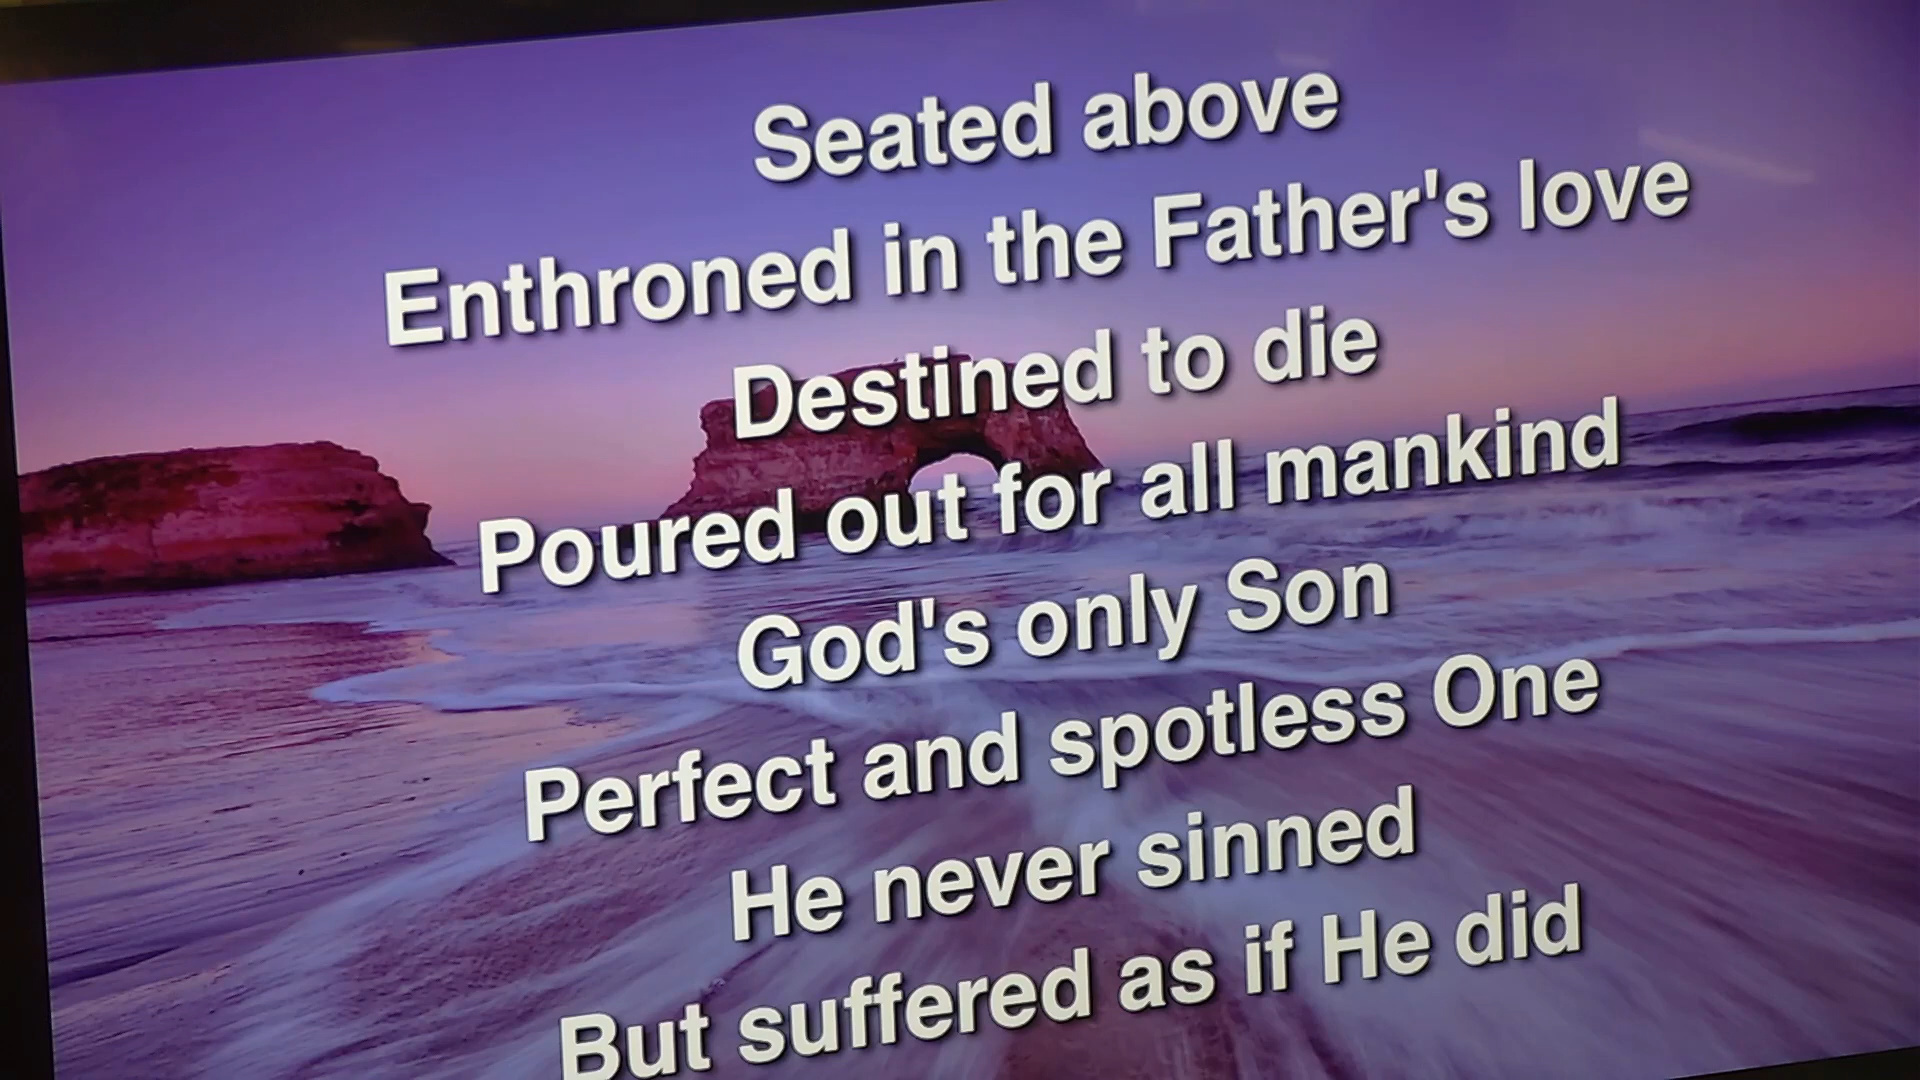 Seated above
Enthroned in the Father's love
Destined to die
Poured out for all mankind
God's only Son
Perfect and spotless One
He never sinned
But suffered as if He did